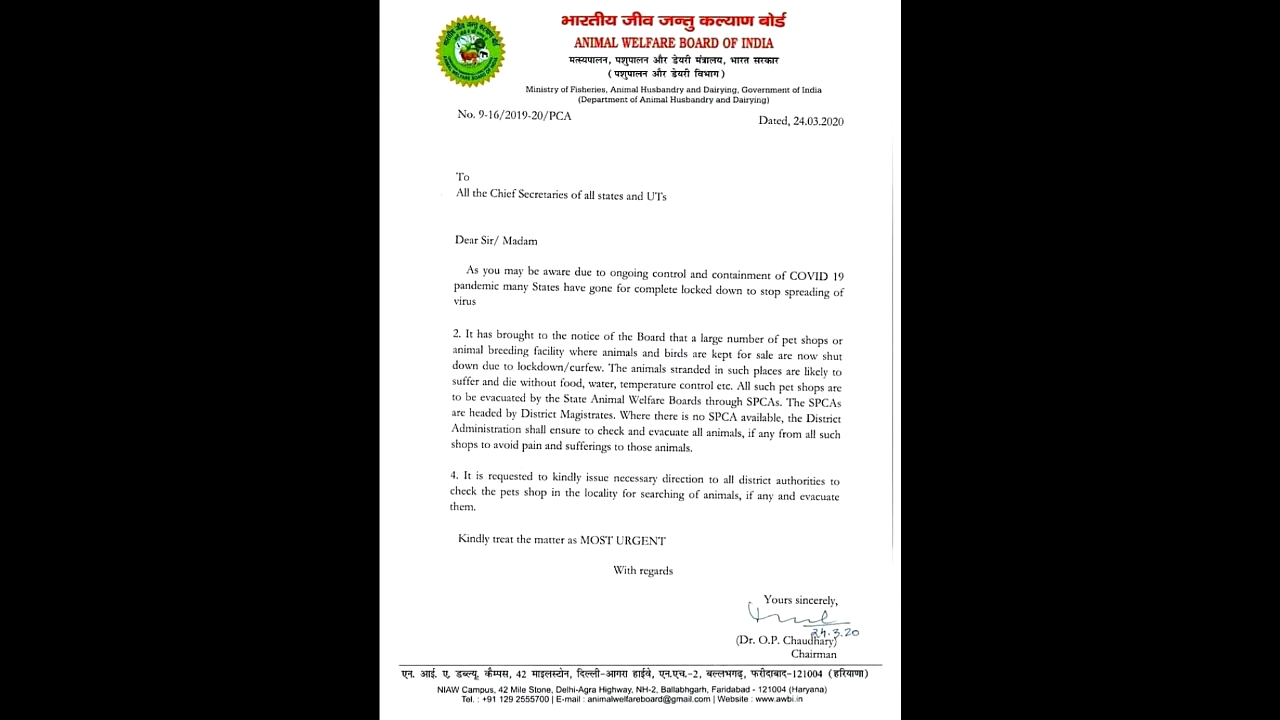 भारतीय जीव जन्तु कल्याण बोर्ड
ANIMAL WELFARE BOARD OF INDIA
मत्स्यपालन, पशुपालन और डेयरी मंत्रालय, भारत सरकार
( पशुपालन और डेयरी विभाग )
Ministry of Fisheries, Animal Husbandry and Dairying, Government of India
(Department of Animal Husbandry and Dairying)
No. 9-16/2019-20/PCA
Dated, 24.03.2020
To
All the Chief Secretaries of all states and UTs
Dear Sir/ Madam
As you may be aware due to ongoing control and containment of COVID 19
pandemic many States have gone for complete locked down to stop spreading of
virus
2. It has brought to the notice of the Board that a large number of pet shops or
animal breeding facility where animals and birds are kept for sale are now shut
down due to lockdown/curfew. The animals stranded in such places are likely to
suffer and die without food, water, temperature control etc. All such pet shops are
to be evacuated by the State Animal Welfare Boards through SPCAs. The SPCAs
are headed by District Magistrates. Where there is no SPCA available, the District
Administration shall ensure to check and evacuate all animals, if any from all such
shops to avoid pain and sufferings to those animals.
4. It is requested to kindly issue necessary direction to all district authorities to
check the pets shop in the locality for searching of animals, if any and evacuate
them.
Kindly treat the matter as MOST URGENT
With regards
Yours sincerely,
24.3.20
(Dr. O.P. Chaudhary)
Chairman
एन. आई. ए. डब्ल्यू. कैम्पस, 42 माइलस्टोन, दिल्ली-आगरा हाईवे, एन.एच.-2, बल्लभगढ़, फरीदाबाद-121004 (हरियाणा)
NIAW Campus, 42 Mile Stone, Delhi-Agra Highway, NH-2, Ballabhgarh, Faridabad - 121004 (Haryana)
Tel. : +91 129 2555700 | E-mail : animalwelfareboard@gmail.com | Website : www.awbi.in